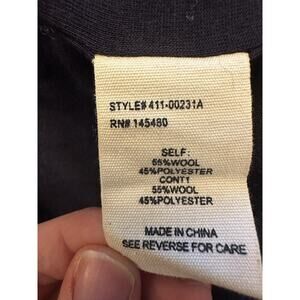 STYLE# 411-00231A
RN# 145480
SELF:
55%WOOL
45%POLYESTER
CONT1
55%WOOL
45%POLYESTER
MADE IN CHINA
SEE REVERSE FOR CARE